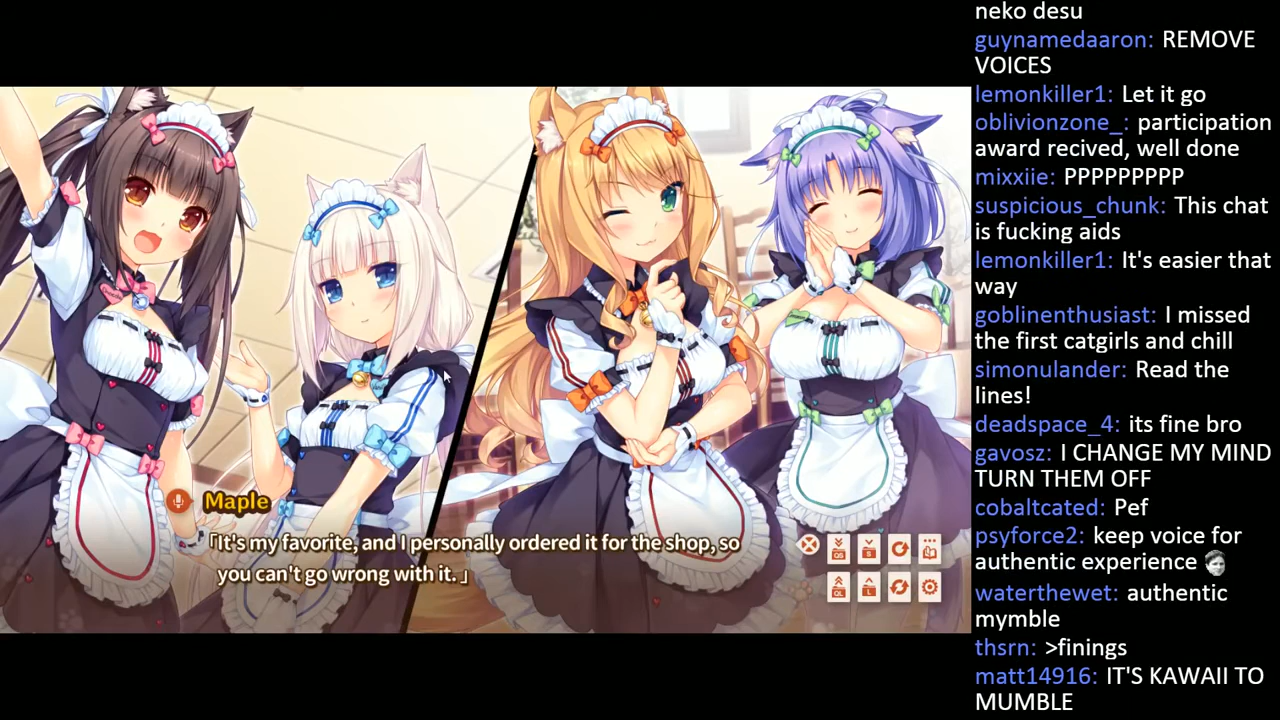 Maple
「It's my favorite, and I personally ordered it for the shop, so
you can't go wrong with it.」
QS
S
QL
L
neko desu
guynamedaaron: REMOVE
VOICES
lemonkiller1: Let it go
oblivionzone_: participation
award recived, well done
mixxiie: PPPPPPPPP
suspicious_chunk: This chat
is fucking aids
lemonkiller1: It's easier that
way
goblinenthusiast: I missed
the first catgirls and chill
simonulander: Read the
lines!
deadspace_4: its fine bro
gavosz: I CHANGE MY MIND
TURN THEM OFF
cobaltcated: Pef
psyforce2: keep voice for
authentic experience
waterthewet: authentic
mymble
thsrn: >finings
matt14916: IT'S KAWAII TO
MUMBLE